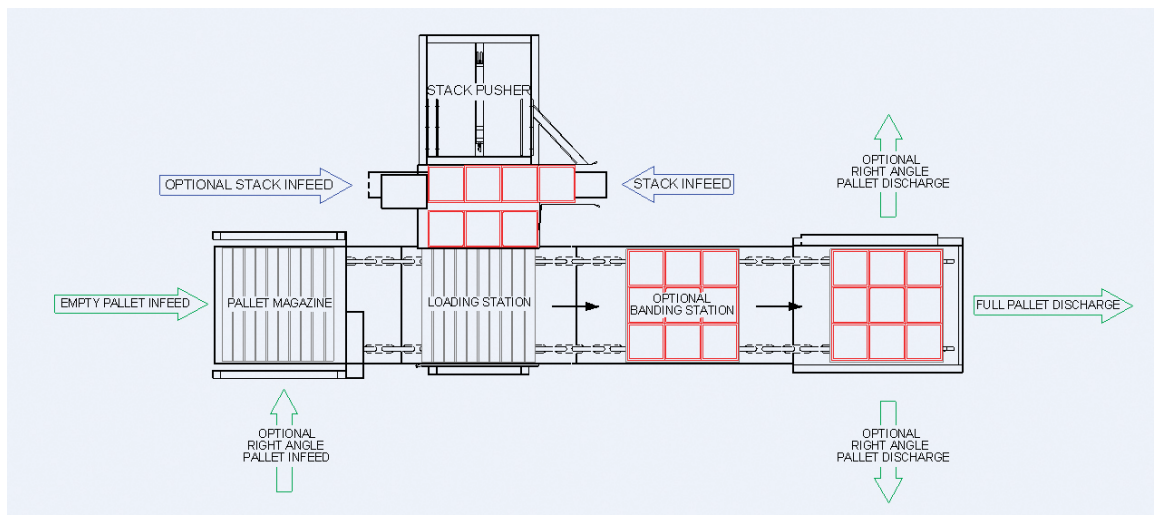 STACK PUSHER
OPTIONAL STACK INFEED
STACK INFEED
OPTIONAL
RIGHT ANGLE
PALLET DISCHARGE
EMPTY PALLET INFEED
PALLET MAGAZINE
LOADING STATION
OPTIONAL
BANDING STATION
FULL PALLET DISCHARGE
OPTIONAL
RIGHT ANGLE
PALLET INFEED
OPTIONAL
RIGHT ANGLE
PALLET DISCHARGE